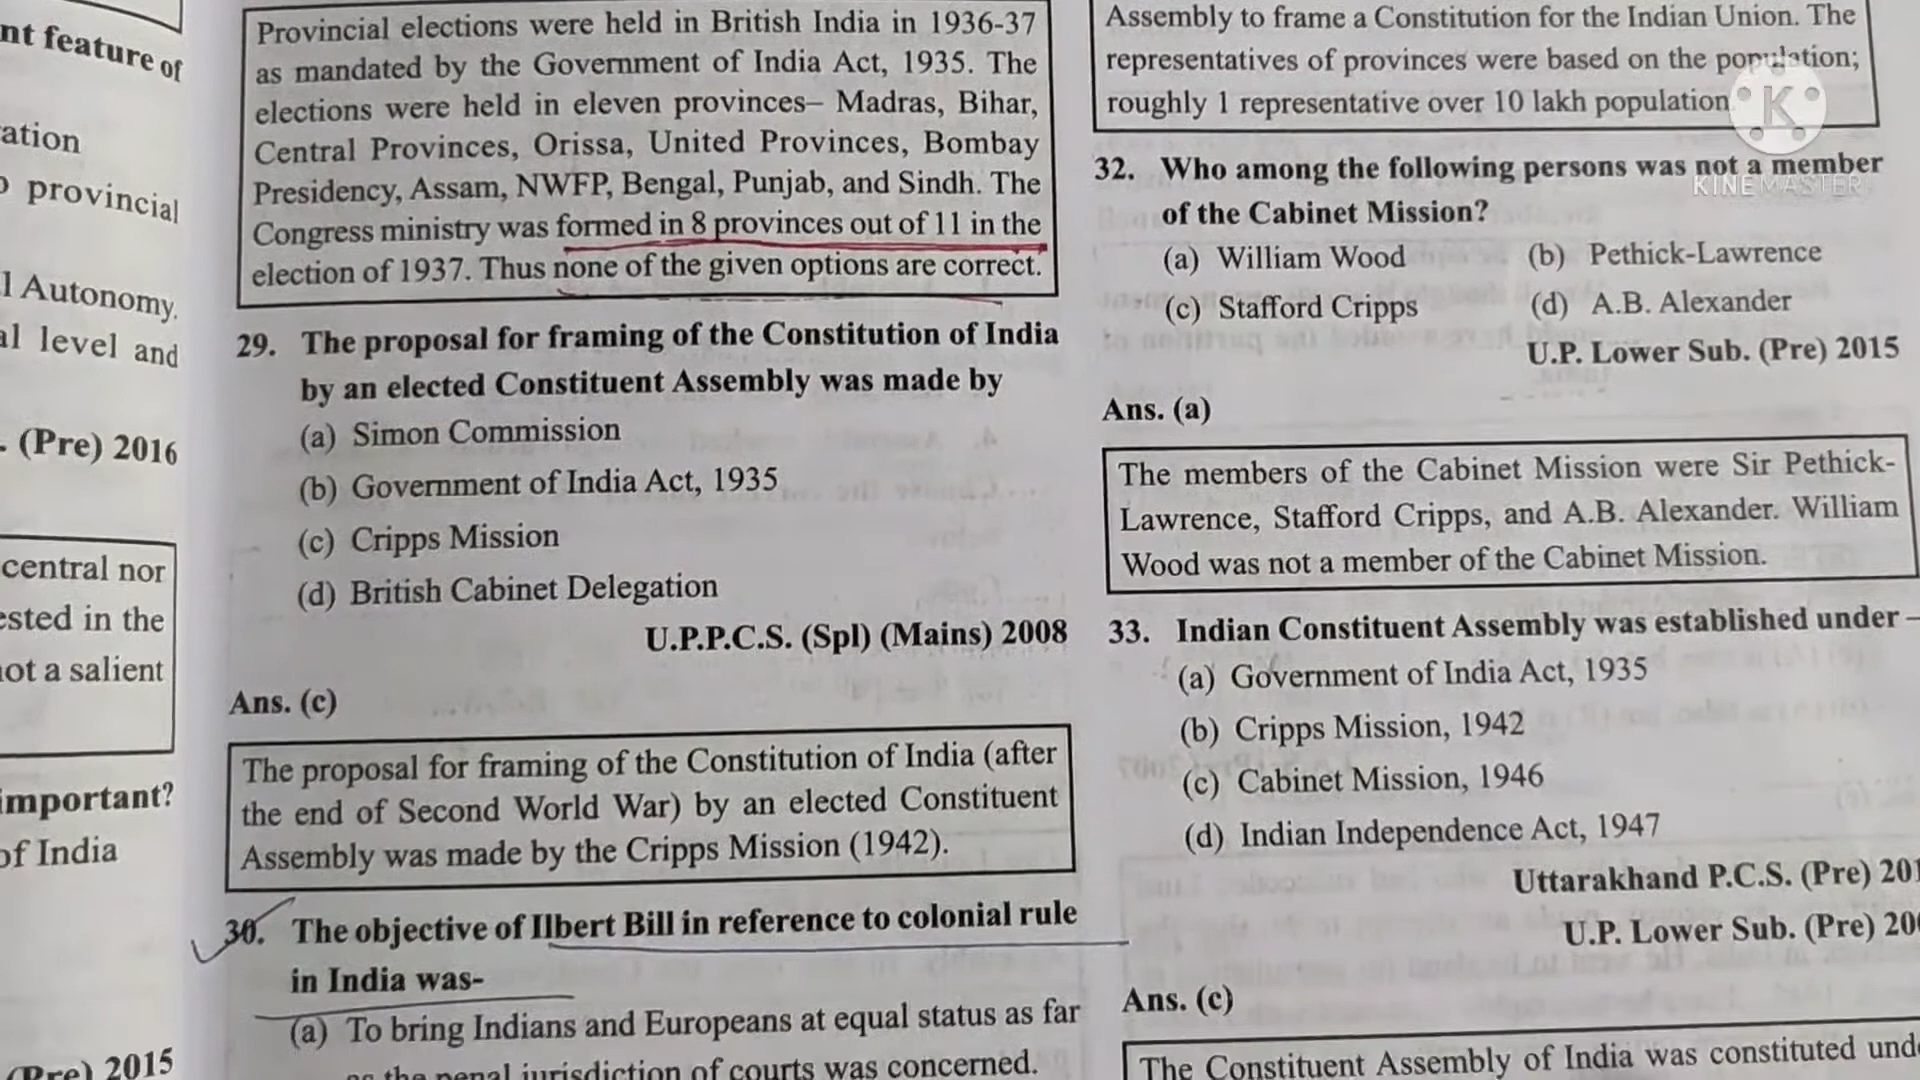 nt feature of
ation
provincial
l Autonomy.
al level and
. (Pre) 2016
central nor
ested in the
not a salient
important?
of India
(Pre) 2015
Provincial elections were held in British India in 1936-37
as mandated by the Government of India Act, 1935. The
elections were held in eleven provinces– Madras, Bihar,
Central Provinces, Orissa, United Provinces, Bombay
Presidency, Assam, NWFP, Bengal, Punjab, and Sindh. The
Congress ministry was formed in 8 provinces out of 11 in the
election of 1937. Thus none of the given options are correct.
29. The proposal for framing of the Constitution of India
by an elected Constituent Assembly was made by
(a) Simon Commission
(b) Government of India Act, 1935
(c) Cripps Mission
(d) British Cabinet Delegation
U.P.P.C.S. (Spl) (Mains) 2008
Ans. (c)
The proposal for framing of the Constitution of India (after
the end of Second World War) by an elected Constituent
Assembly was made by the Cripps Mission (1942).
30. The objective of Ilbert Bill in reference to colonial rule
in India was-
(a) To bring Indians and Europeans at equal status as far
as the penal jurisdiction of courts was concerned.
Assembly to frame a Constitution for the Indian Union. The
representatives of provinces were based on the population;
roughly 1 representative over 10 lakh population
K
KINEMASTER
32. Who among the following persons was not a member
of the Cabinet Mission?
(a) William Wood (b) Pethick-Lawrence
(c) Stafford Cripps (d) A.B. Alexander
U.P. Lower Sub. (Pre) 2015
Ans. (a)
The members of the Cabinet Mission were Sir Pethick-
Lawrence, Stafford Cripps, and A.B. Alexander. William
Wood was not a member of the Cabinet Mission.
33. Indian Constituent Assembly was established under –
(a) Government of India Act, 1935
(b) Cripps Mission, 1942
(c) Cabinet Mission, 1946
(d) Indian Independence Act, 1947
Uttarakhand P.C.S. (Pre) 201
U.P. Lower Sub. (Pre) 20
Ans. (c)
The Constituent Assembly of India was constituted und